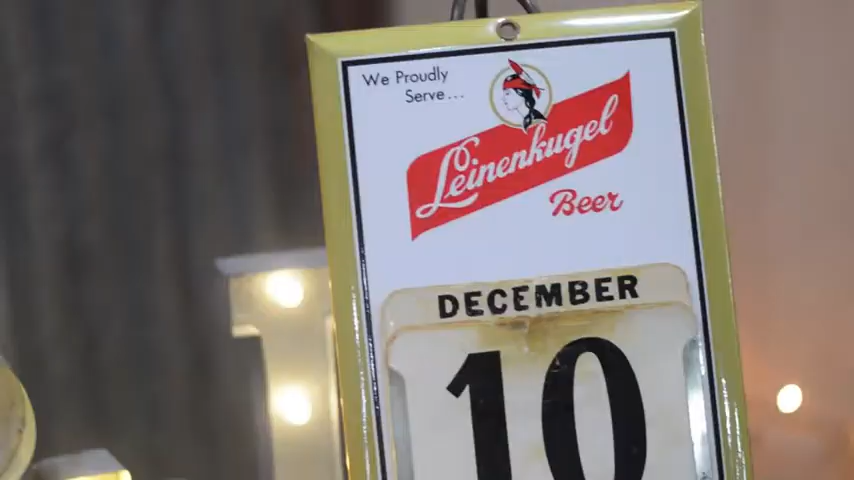 We Proudly
Serve...
Leinenkugel
Beer
DECEMBER
10